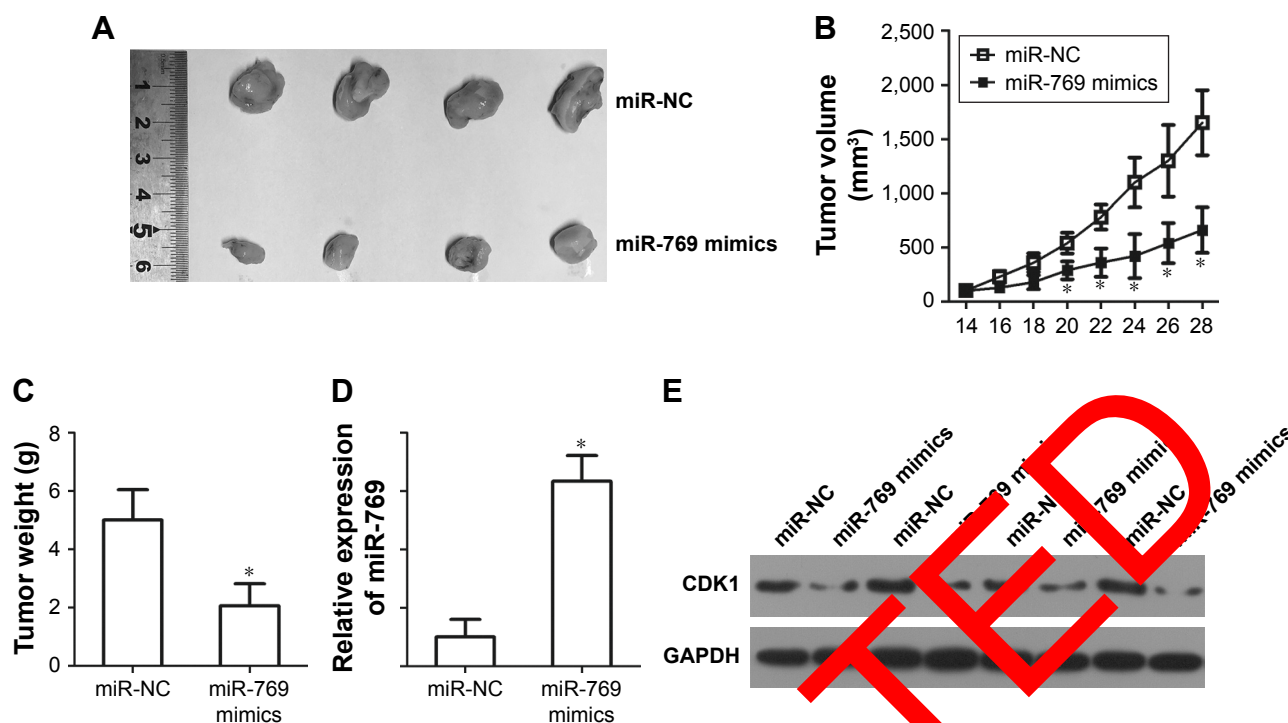 A
1
2
3
4
5
6
miR-NC
miR-769 mimics
B
Tumor volume
(mm³)
2,500
2,000
1,500
1,000
500
0
miR-NC
miR-769 mimics
*
*
*
*
*
14 16 18 20 22 24 26 28
C
Tumor weight (g)
8
6
4
2
0
*
miR-NC
miR-769
mimics
D
Relative expression
of miR-769
*
miR-NC
miR-769
mimics
E
miR-NC
miR-769 mimics
miR-NC
miR-NC
miR-769 mimics
miR-NC
CDK1
GAPDH
TED